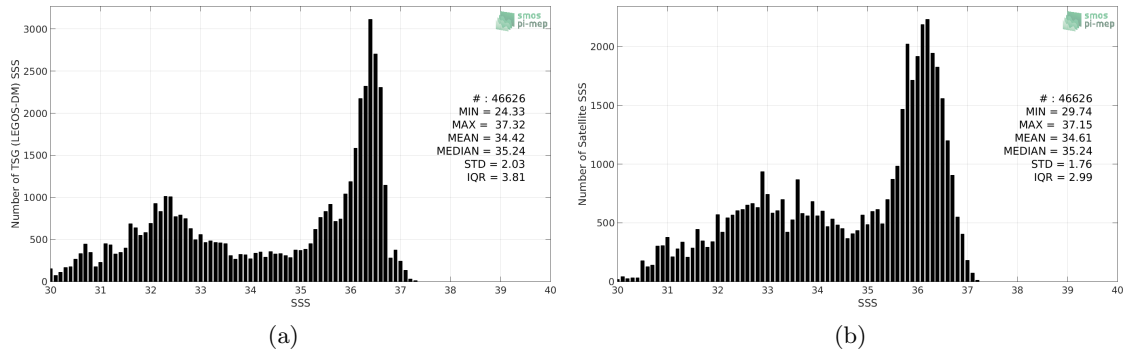 smos
pi-mep
3000
2500
2000
1500
1000
500
0
Number of TSG (LEGOS-DM) SSS
# : 46626
MIN = 24.33
MAX = 37.32
MEAN = 34.42
MEDIAN = 35.24
STD = 2.03
IQR = 3.81
30 31 32 33 34 35 36 37 38 39 40
SSS
(a)
smos
pi-mep
2000
1500
1000
500
0
Number of Satellite SSS
# : 46626
MIN = 29.74
MAX = 37.15
MEAN = 34.61
MEDIAN = 35.24
STD = 1.76
IQR = 2.99
30 31 32 33 34 35 36 37 38 39 40
SSS
(b)